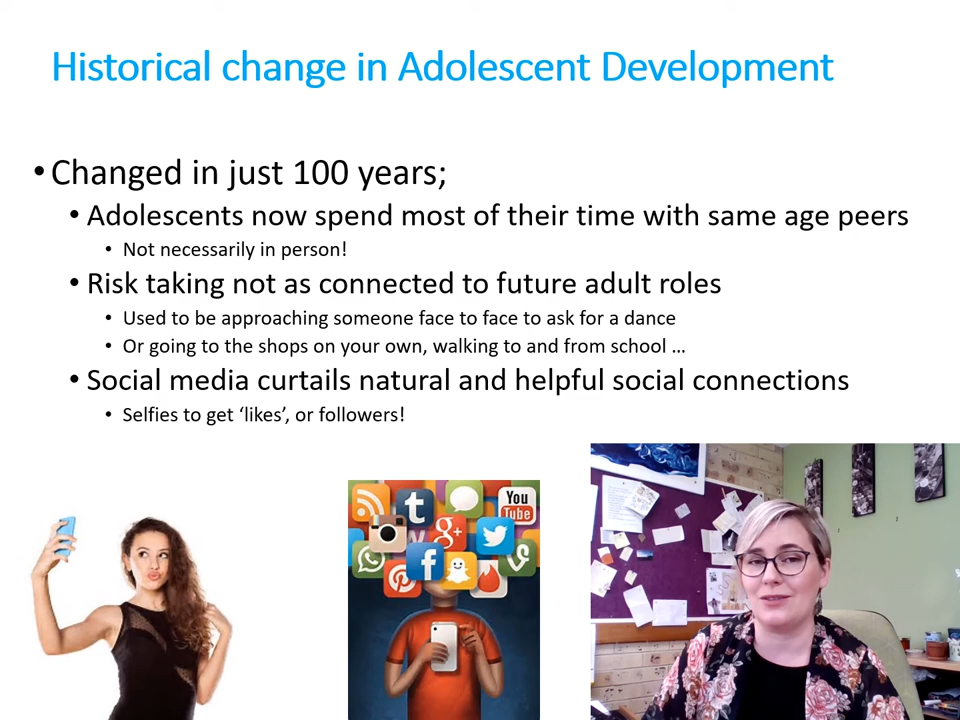 Historical change in Adolescent Development
• Changed in just 100 years;
• Adolescents now spend most of their time with same age peers
• Not necessarily in person!
• Risk taking not as connected to future adult roles
• Used to be approaching someone face to face to ask for a dance
• Or going to the shops on your own, walking to and from school ...
• Social media curtails natural and helpful social connections
• Selfies to get ‘likes’, or followers!
You
Tube